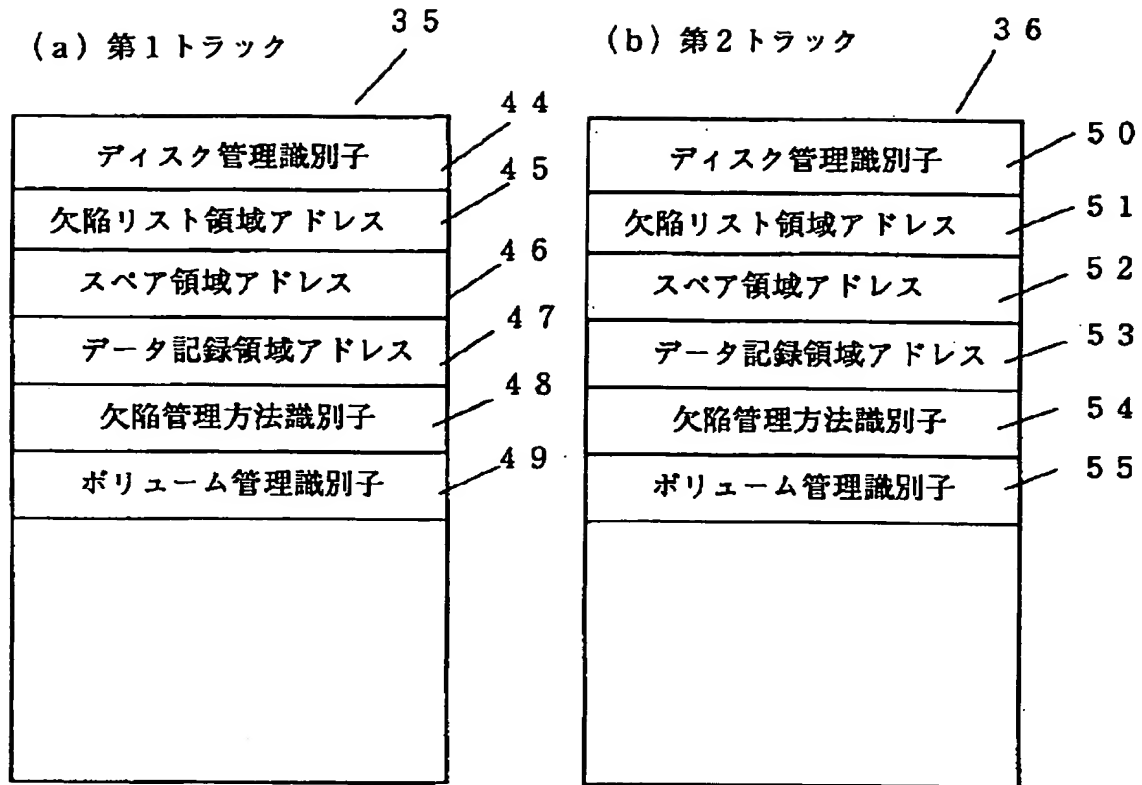 (a) 第1トラック
35
ディスク管理識別子
44
欠陥リスト領域アドレス
45
スペア領域アドレス
46
データ記録領域アドレス
47
欠陥管理方法識別子
48
ボリューム管理識別子
49
(b) 第2トラック
36
ディスク管理識別子
50
欠陥リスト領域アドレス
51
スペア領域アドレス
52
データ記録領域アドレス
53
欠陥管理方法識別子
54
ボリューム管理識別子
55